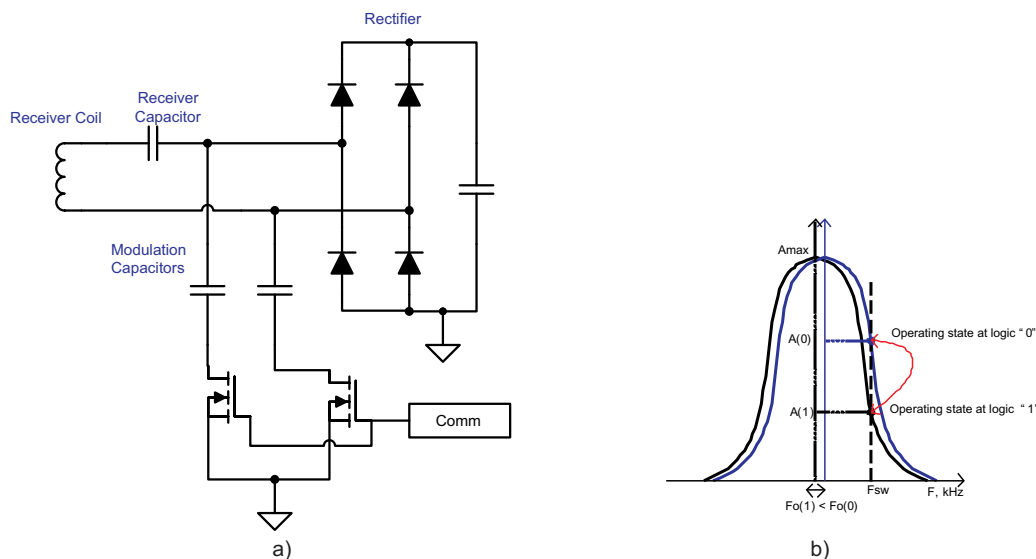 Rectifier
Receiver
Capacitor
Receiver Coil
Modulation
Capacitors
Comm
a)
Amax
A(0)
Operating state at logic “ 0”
A(1)
Operating state at logic “ 1”
Fsw
F, kHz
Fo(1) < Fo(0)
b)